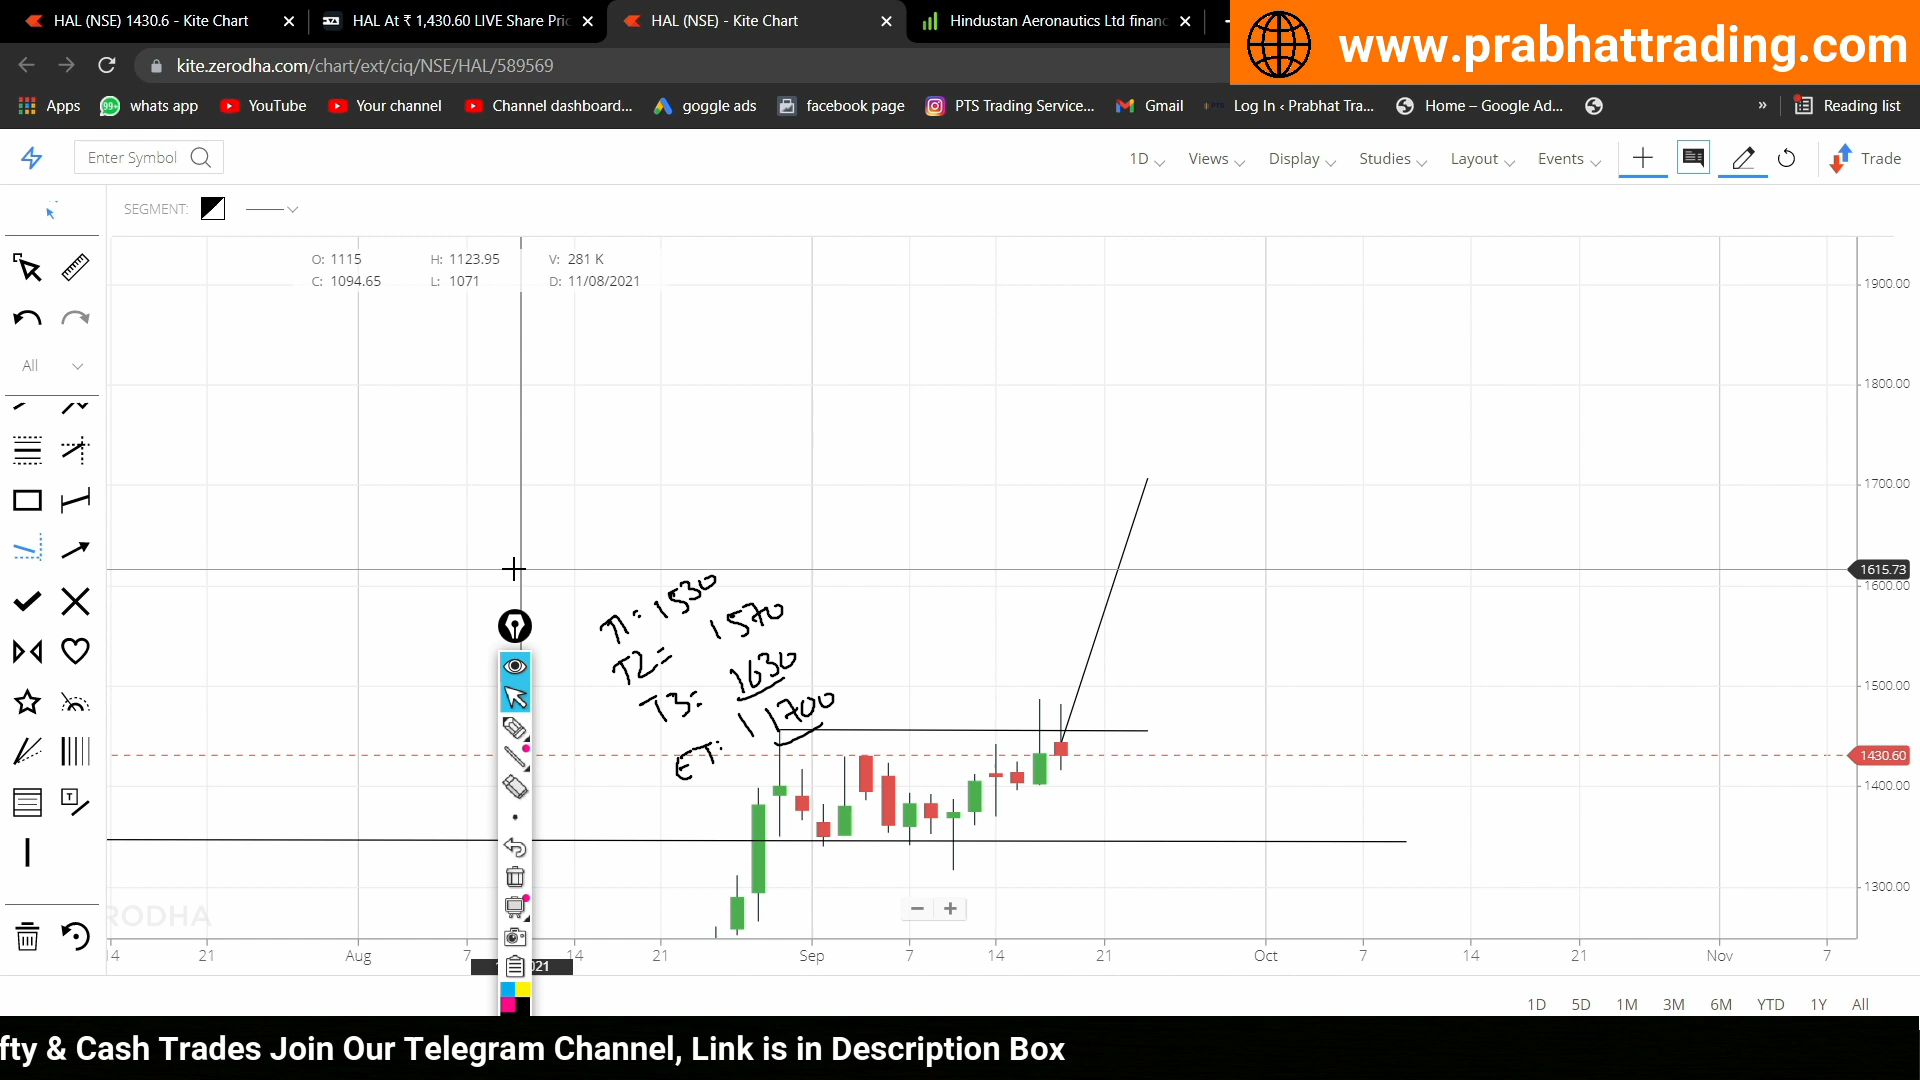 HAL (NSE) 1430.6 - Kite Chart
HAL At ₹ 1,430.60 LIVE Share Pric
HAL (NSE) - Kite Chart
Hindustan Aeronautics Ltd financ
www.prabhattrading.com
kite.zerodha.com/chart/ext/ciq/NSE/HAL/589569
Apps
99+
whats app
YouTube
Your channel
Channel dashboard...
goggle ads
facebook page
PTS Trading Service...
Gmail
Log In ‹ Prabhat Tra...
Home – Google Ad...
»
Reading list
Enter Symbol
1D
Views
Display
Studies
Layout
Events
Trade
SEGMENT:
O: 1115
H: 1123.95
V: 281 K
C: 1094.65
L: 1071
D: 11/08/2021
All
1900.00
1800.00
1700.00
1615.73
1600.00
1500.00
1430.60
1400.00
1300.00
T1: 1530
T2= 1570
T3: 1630
ET: 1 1700
RODHA
14
21
Aug
7
14
21
Sep
7
14
21
Oct
7
14
21
Nov
7
021
1D
5D
1M
3M
6M
YTD
1Y
All
fty & Cash Trades Join Our Telegram Channel, Link is in Description Box